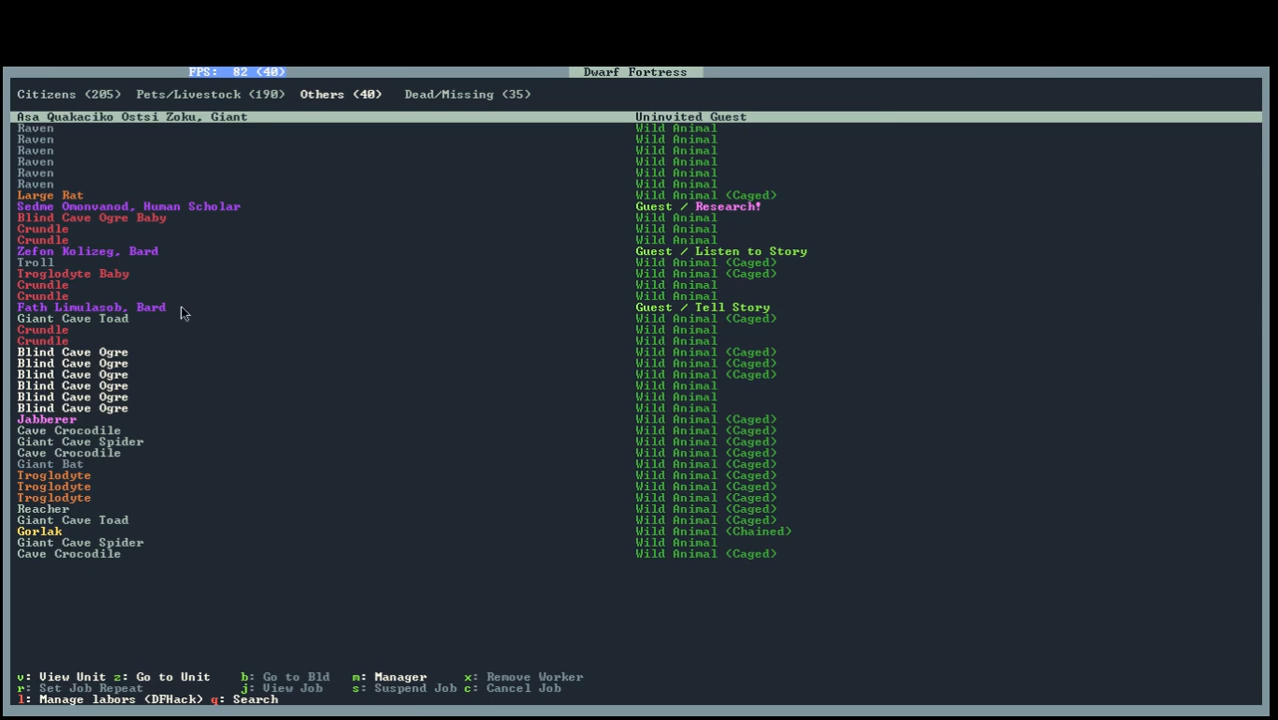 FPS: 82 (40) Dwarf Fortress
Citizens (205) Pets/Livestock (190) Others (40) Dead/Missing (35)
Asa Quakaciko Ostsi Zoku, Giant Uninvited Guest
Raven Wild Animal
Raven Wild Animal
Raven Wild Animal
Raven Wild Animal
Raven Wild Animal
Raven Wild Animal
Large Rat Wild Animal (Caged)
Sedme Omonvanod, Human Scholar Guest / Research!
Blind Cave Ogre Baby Wild Animal
Crundle Wild Animal
Crundle Wild Animal
Zefon Kolizeg, Bard Guest / Listen to Story
Troll Wild Animal (Caged)
Troglodyte Baby Wild Animal (Caged)
Crundle Wild Animal
Crundle Wild Animal
Fath Limulasob, Bard Guest / Tell Story
Giant Cave Toad Wild Animal (Caged)
Crundle Wild Animal
Crundle Wild Animal
Blind Cave Ogre Wild Animal (Caged)
Blind Cave Ogre Wild Animal (Caged)
Blind Cave Ogre Wild Animal (Caged)
Blind Cave Ogre Wild Animal
Blind Cave Ogre Wild Animal
Blind Cave Ogre Wild Animal
Jabberer Wild Animal (Caged)
Cave Crocodile Wild Animal (Caged)
Giant Cave Spider Wild Animal (Caged)
Cave Crocodile Wild Animal (Caged)
Giant Bat Wild Animal (Caged)
Troglodyte Wild Animal (Caged)
Troglodyte Wild Animal (Caged)
Troglodyte Wild Animal (Caged)
Reacher Wild Animal (Caged)
Giant Cave Toad Wild Animal (Caged)
Gorlak Wild Animal (Chained)
Giant Cave Spider Wild Animal
Cave Crocodile Wild Animal (Caged)
v: View Unit z: Go to Unit b: Go to Bld m: Manager x: Remove Worker
r: Set Job Repeat j: View Job s: Suspend Job c: Cancel Job
l: Manage labors (DFHack) q: Search